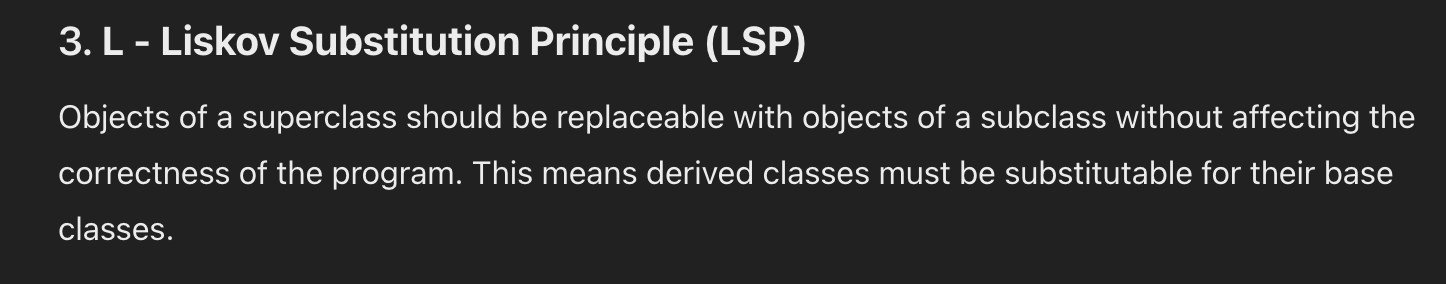 3. L - Liskov Substitution Principle (LSP)
Objects of a superclass should be replaceable with objects of a subclass without affecting the
correctness of the program. This means derived classes must be substitutable for their base
classes.